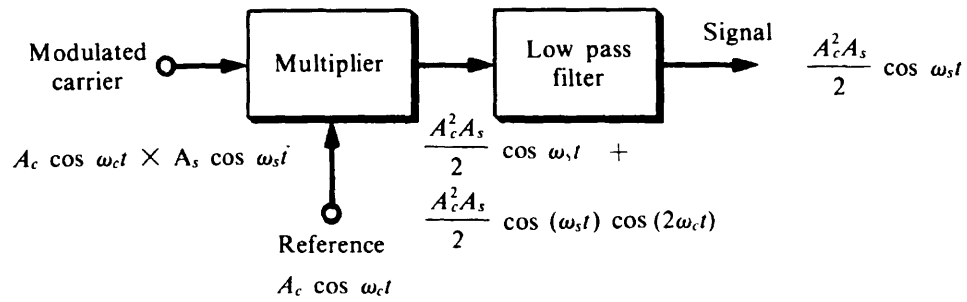 Modulated
carrier
Multiplier
Low pass
filter
Signal
A_c^2 A_s / 2 cos ω_s t
A_c cos ω_c t × A_s cos ω_s t
A_c^2 A_s / 2 cos ω_s t +
A_c^2 A_s / 2 cos (ω_s t) cos (2ω_c t)
Reference
A_c cos ω_c t